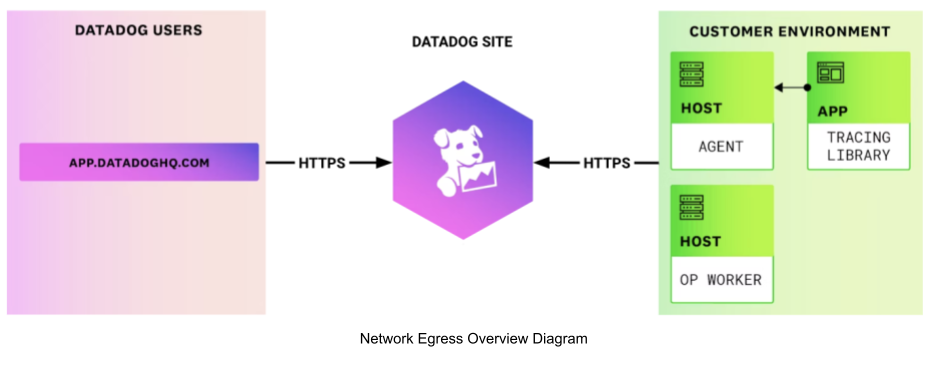 DATADOG USERS
APP.DATADOGHQ.COM
HTTPS
DATADOG SITE
HTTPS
CUSTOMER ENVIRONMENT
HOST
AGENT
APP
TRACING
LIBRARY
HOST
OP WORKER
Network Egress Overview Diagram